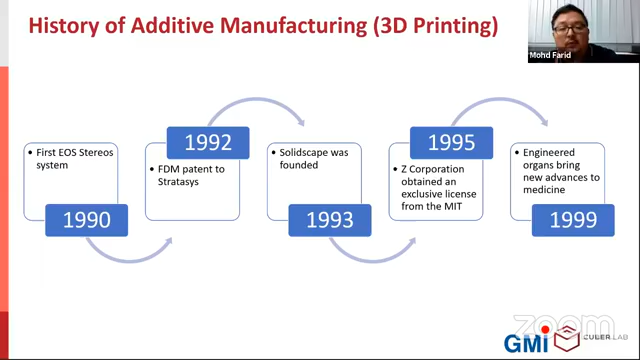 History of Additive Manufacturing (3D Printing)
Mohd Farid
• First EOS Stereos
system
1990
1992
• FDM patent to
Stratasys
• Solidscape was
founded
1993
1995
• Z Corporation
obtained an
exclusive license
from the MIT
• Engineered
organs bring
new advances to
medicine
1999
zoom
GMI
CULER LAB